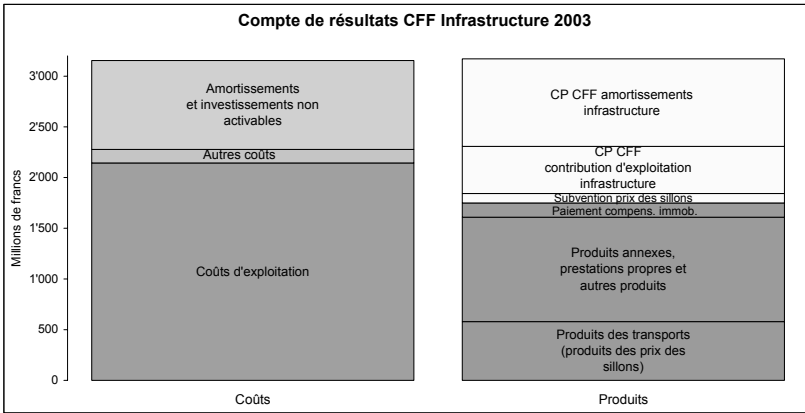 Compte de résultats CFF Infrastructure 2003
Millions de francs
3'000
2'500
2'000
1'500
1'000
500
0
Amortissements
et investissements non
activables
Autres coûts
Coûts d'exploitation
CP CFF amortissements
infrastructure
CP CFF
contribution d'exploitation
infrastructure
Subvention prix des sillons
Paiement compens. immob.
Produits annexes,
prestations propres et
autres produits
Produits des transports
(produits des prix des
sillons)
Coûts
Produits